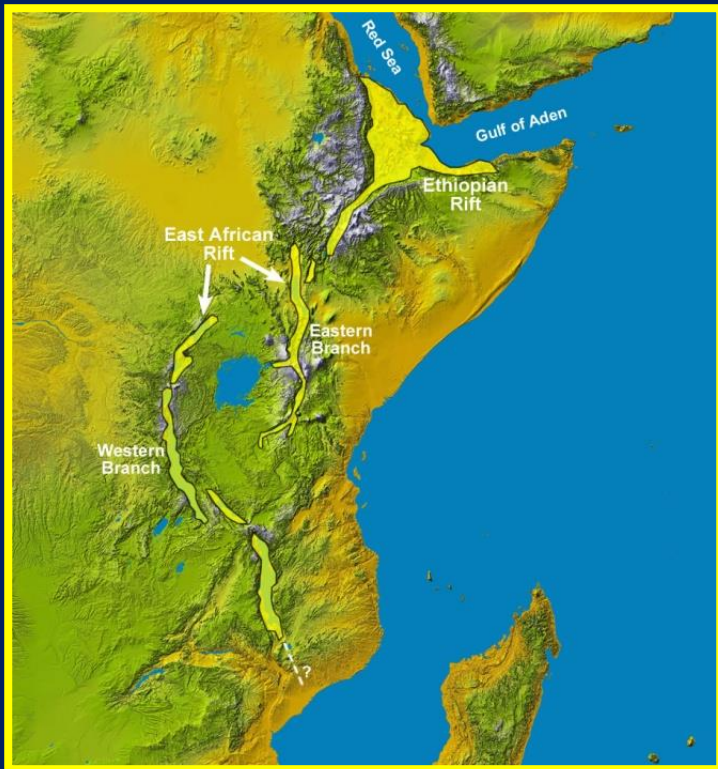 Red Sea
Gulf of Aden
Ethiopian
Rift
East African
Rift
Eastern
Branch
Western
Branch
?